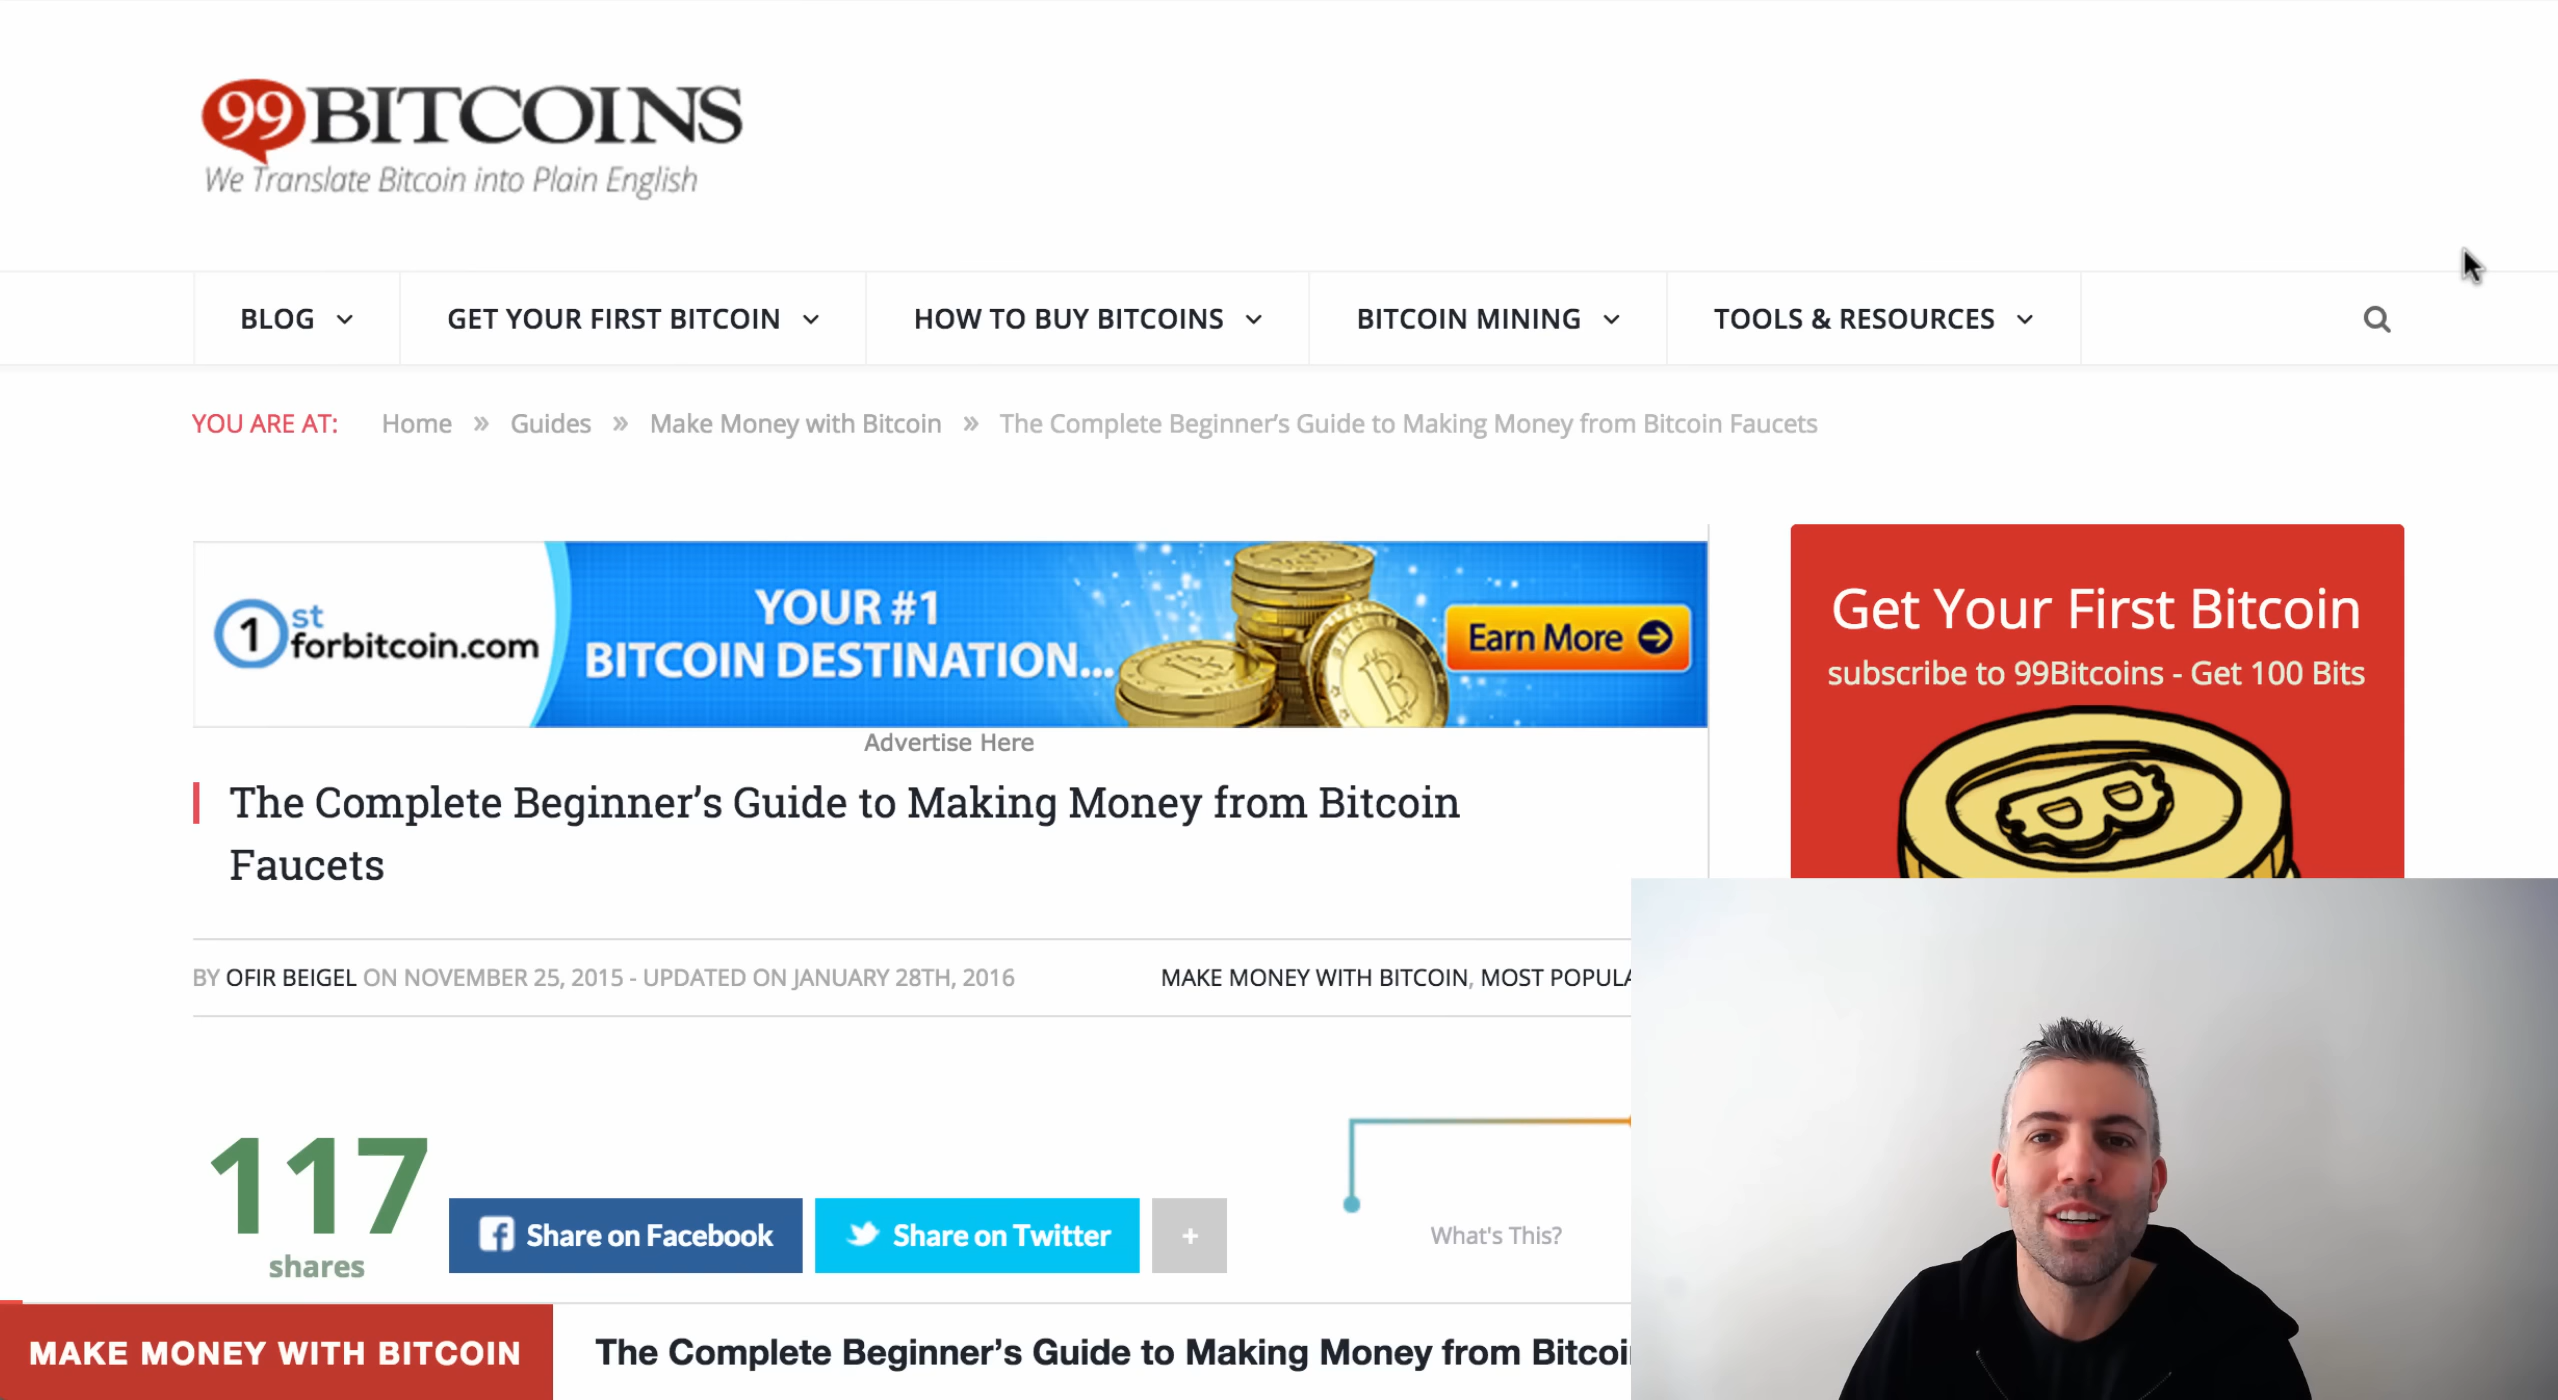 99BITCOINS
We Translate Bitcoin into Plain English
BLOG GET YOUR FIRST BITCOIN HOW TO BUY BITCOINS BITCOIN MINING TOOLS & RESOURCES
YOU ARE AT: Home » Guides » Make Money with Bitcoin » The Complete Beginner’s Guide to Making Money from Bitcoin Faucets
1st forbitcoin.com
YOUR #1
BITCOIN DESTINATION...
Earn More
Advertise Here
Get Your First Bitcoin
subscribe to 99Bitcoins - Get 100 Bits
The Complete Beginner’s Guide to Making Money from Bitcoin
Faucets
BY OFIR BEIGEL ON NOVEMBER 25, 2015 - UPDATED ON JANUARY 28TH, 2016 MAKE MONEY WITH BITCOIN, MOST POPULA
117
shares
Share on Facebook Share on Twitter +
What's This?
MAKE MONEY WITH BITCOIN The Complete Beginner’s Guide to Making Money from Bitcoi